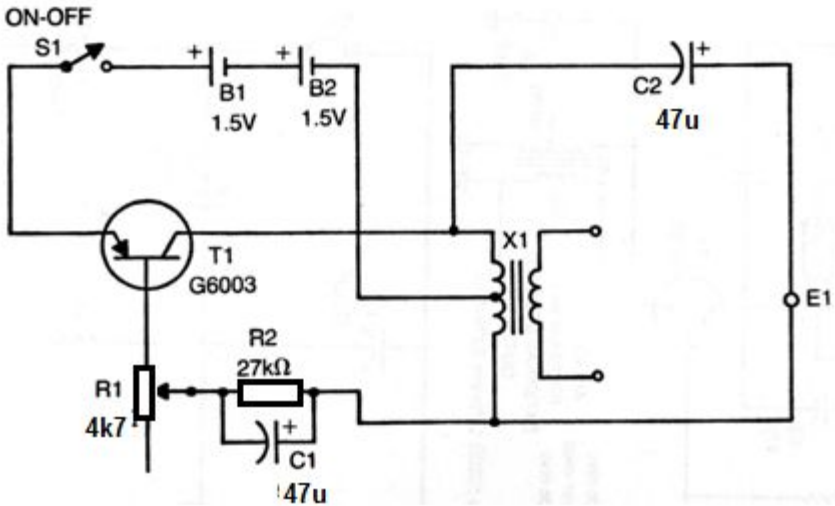 ON-OFF
S1
+
B1
1.5V
+
B2
1.5V
+
C2
47u
T1
G6003
X1
E1
R1
4k7
R2
27kΩ
+
C1
47u